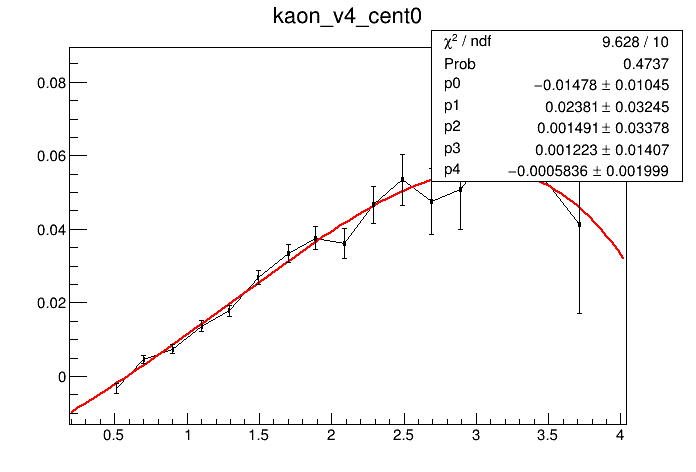 kaon_v4_cent0
χ² / ndf 9.628 / 10
Prob 0.4737
p0 −0.01478 ± 0.01045
p1 0.02381 ± 0.03245
p2 0.001491 ± 0.03378
p3 0.001223 ± 0.01407
p4 −0.0005836 ± 0.001999
0.08
0.06
0.04
0.02
0
0.5 1 1.5 2 2.5 3 3.5 4